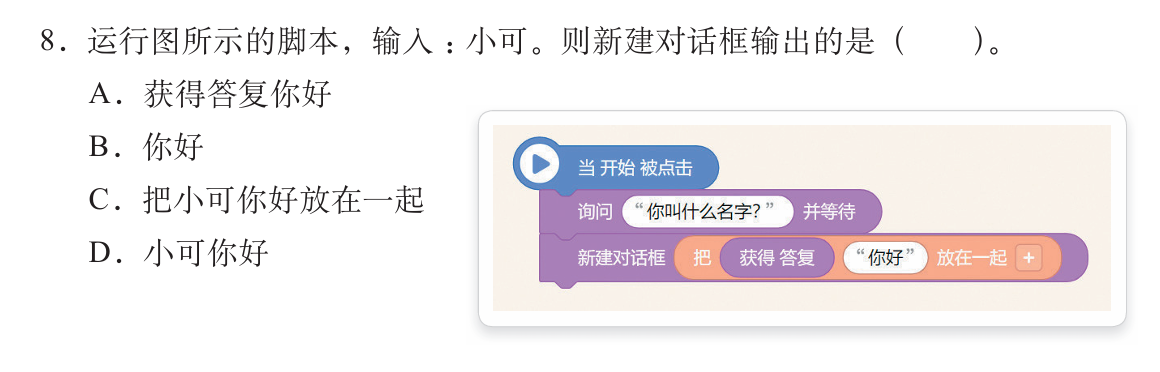 8．运行图所示的脚本，输入：小可。则新建对话框输出的是（　　）。
A．获得答复你好
B．你好
C．把小可你好放在一起
D．小可你好
当 开始 被点击
询问 “你叫什么名字?” 并等待
新建对话框 把 获得 答复 “你好” 放在一起 +